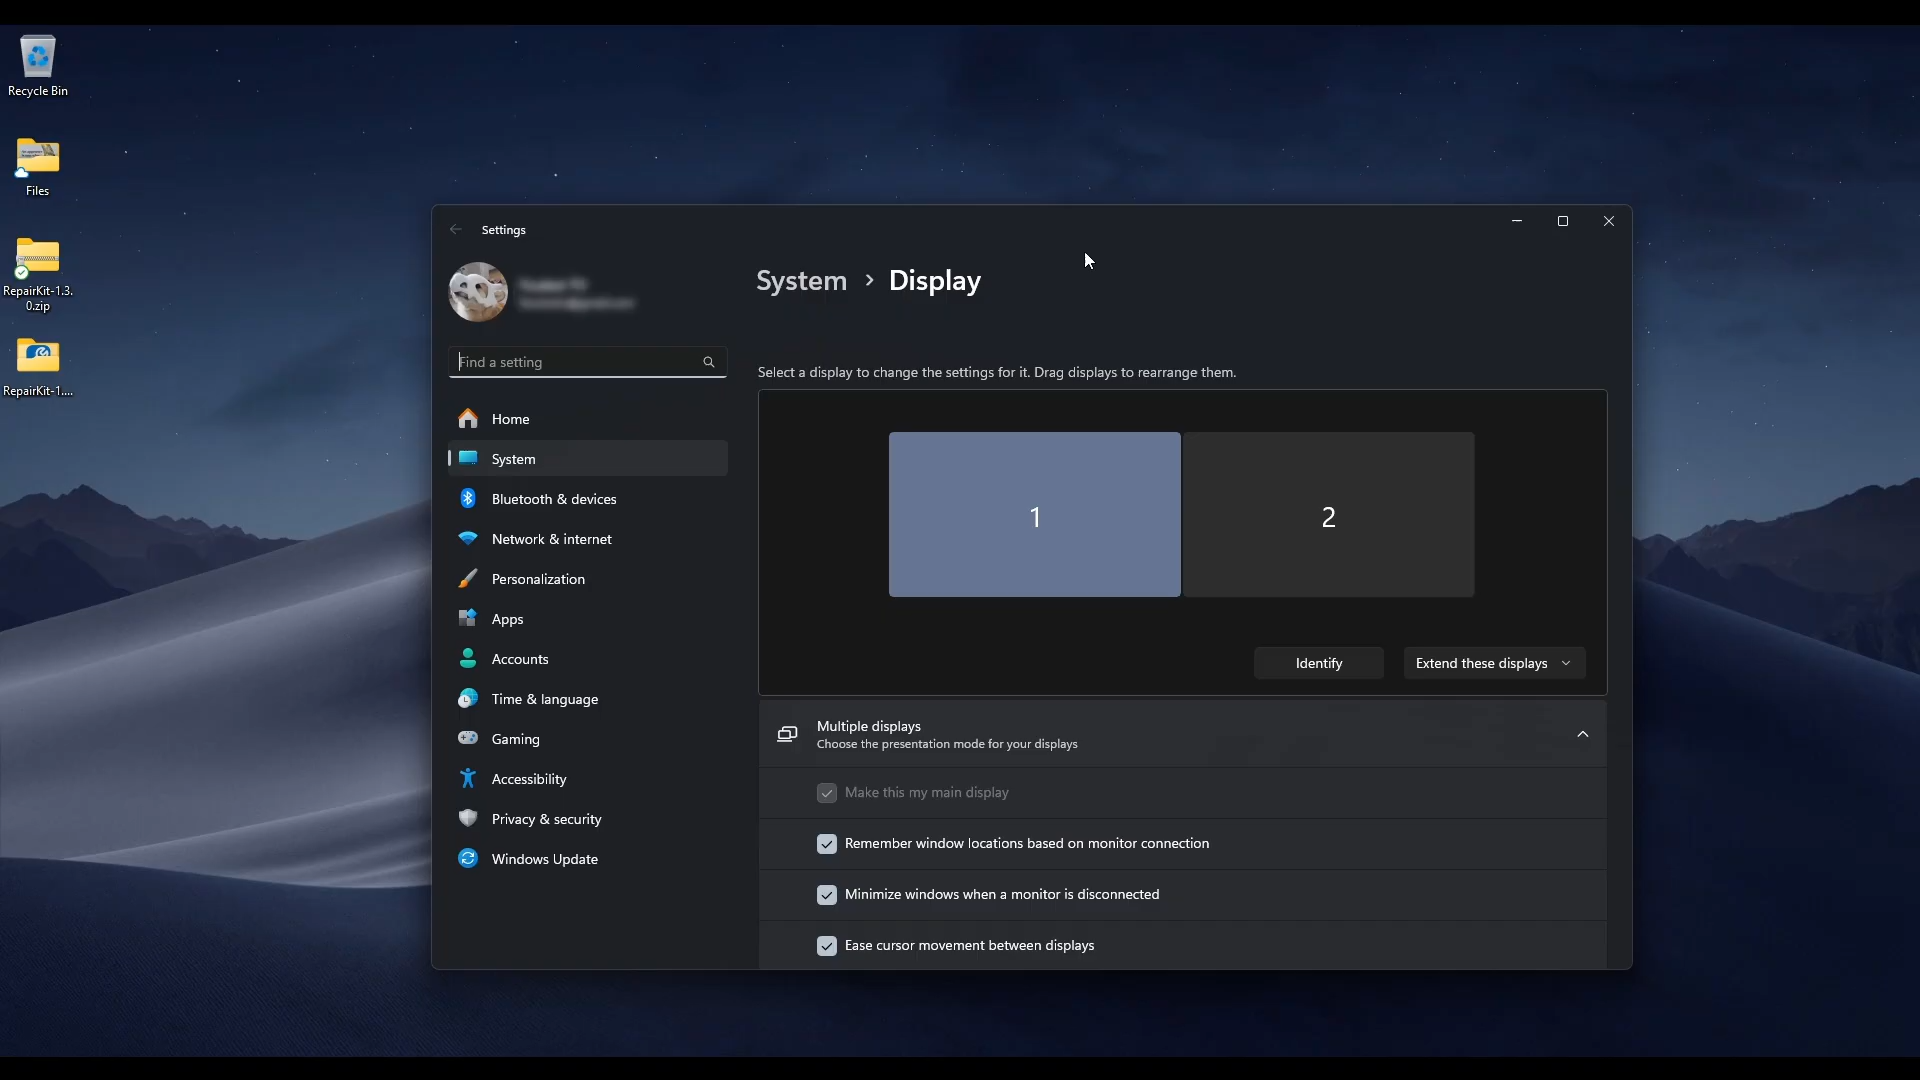 Recycle Bin
Files
RepairKit-1.3.
0.zip
RepairKit-1....
Settings
System > Display
Find a setting
Home
System
Bluetooth & devices
Network & internet
Personalization
Apps
Accounts
Time & language
Gaming
Accessibility
Privacy & security
Windows Update
Select a display to change the settings for it. Drag displays to rearrange them.
1
2
Identify
Extend these displays
Multiple displays
Choose the presentation mode for your displays
Make this my main display
Remember window locations based on monitor connection
Minimize windows when a monitor is disconnected
Ease cursor movement between displays